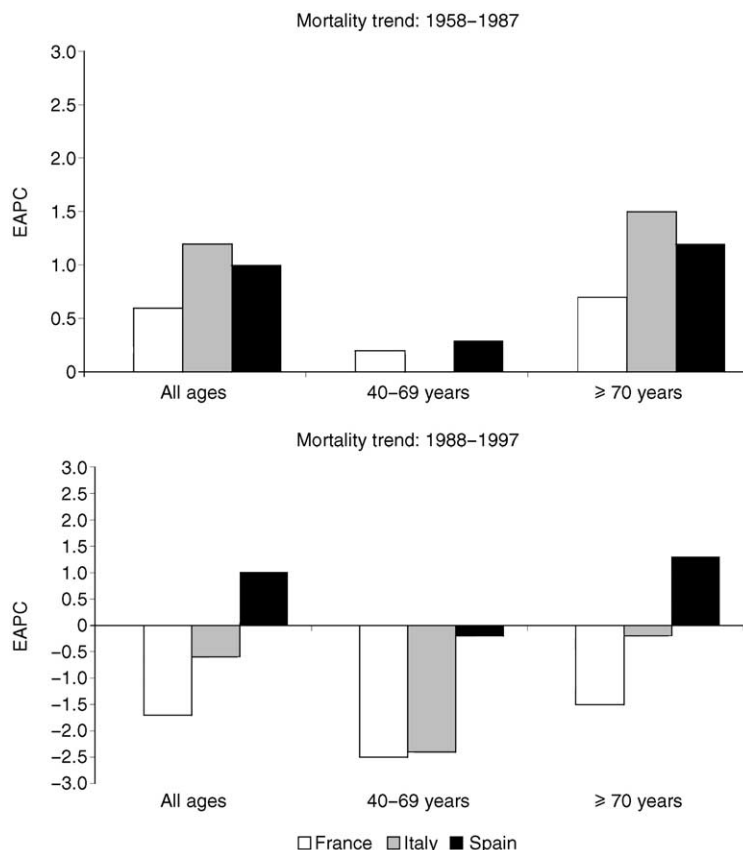 Mortality trend: 1958–1987
3.0
2.5
2.0
1.5
1.0
0.5
0
EAPC
All ages 40–69 years ⩾ 70 years
Mortality trend: 1988–1997
3.0
2.5
2.0
1.5
1.0
0.5
0
−0.5
−1.0
−1.5
−2.0
−2.5
−3.0
EAPC
All ages 40–69 years ⩾ 70 years
France Italy Spain